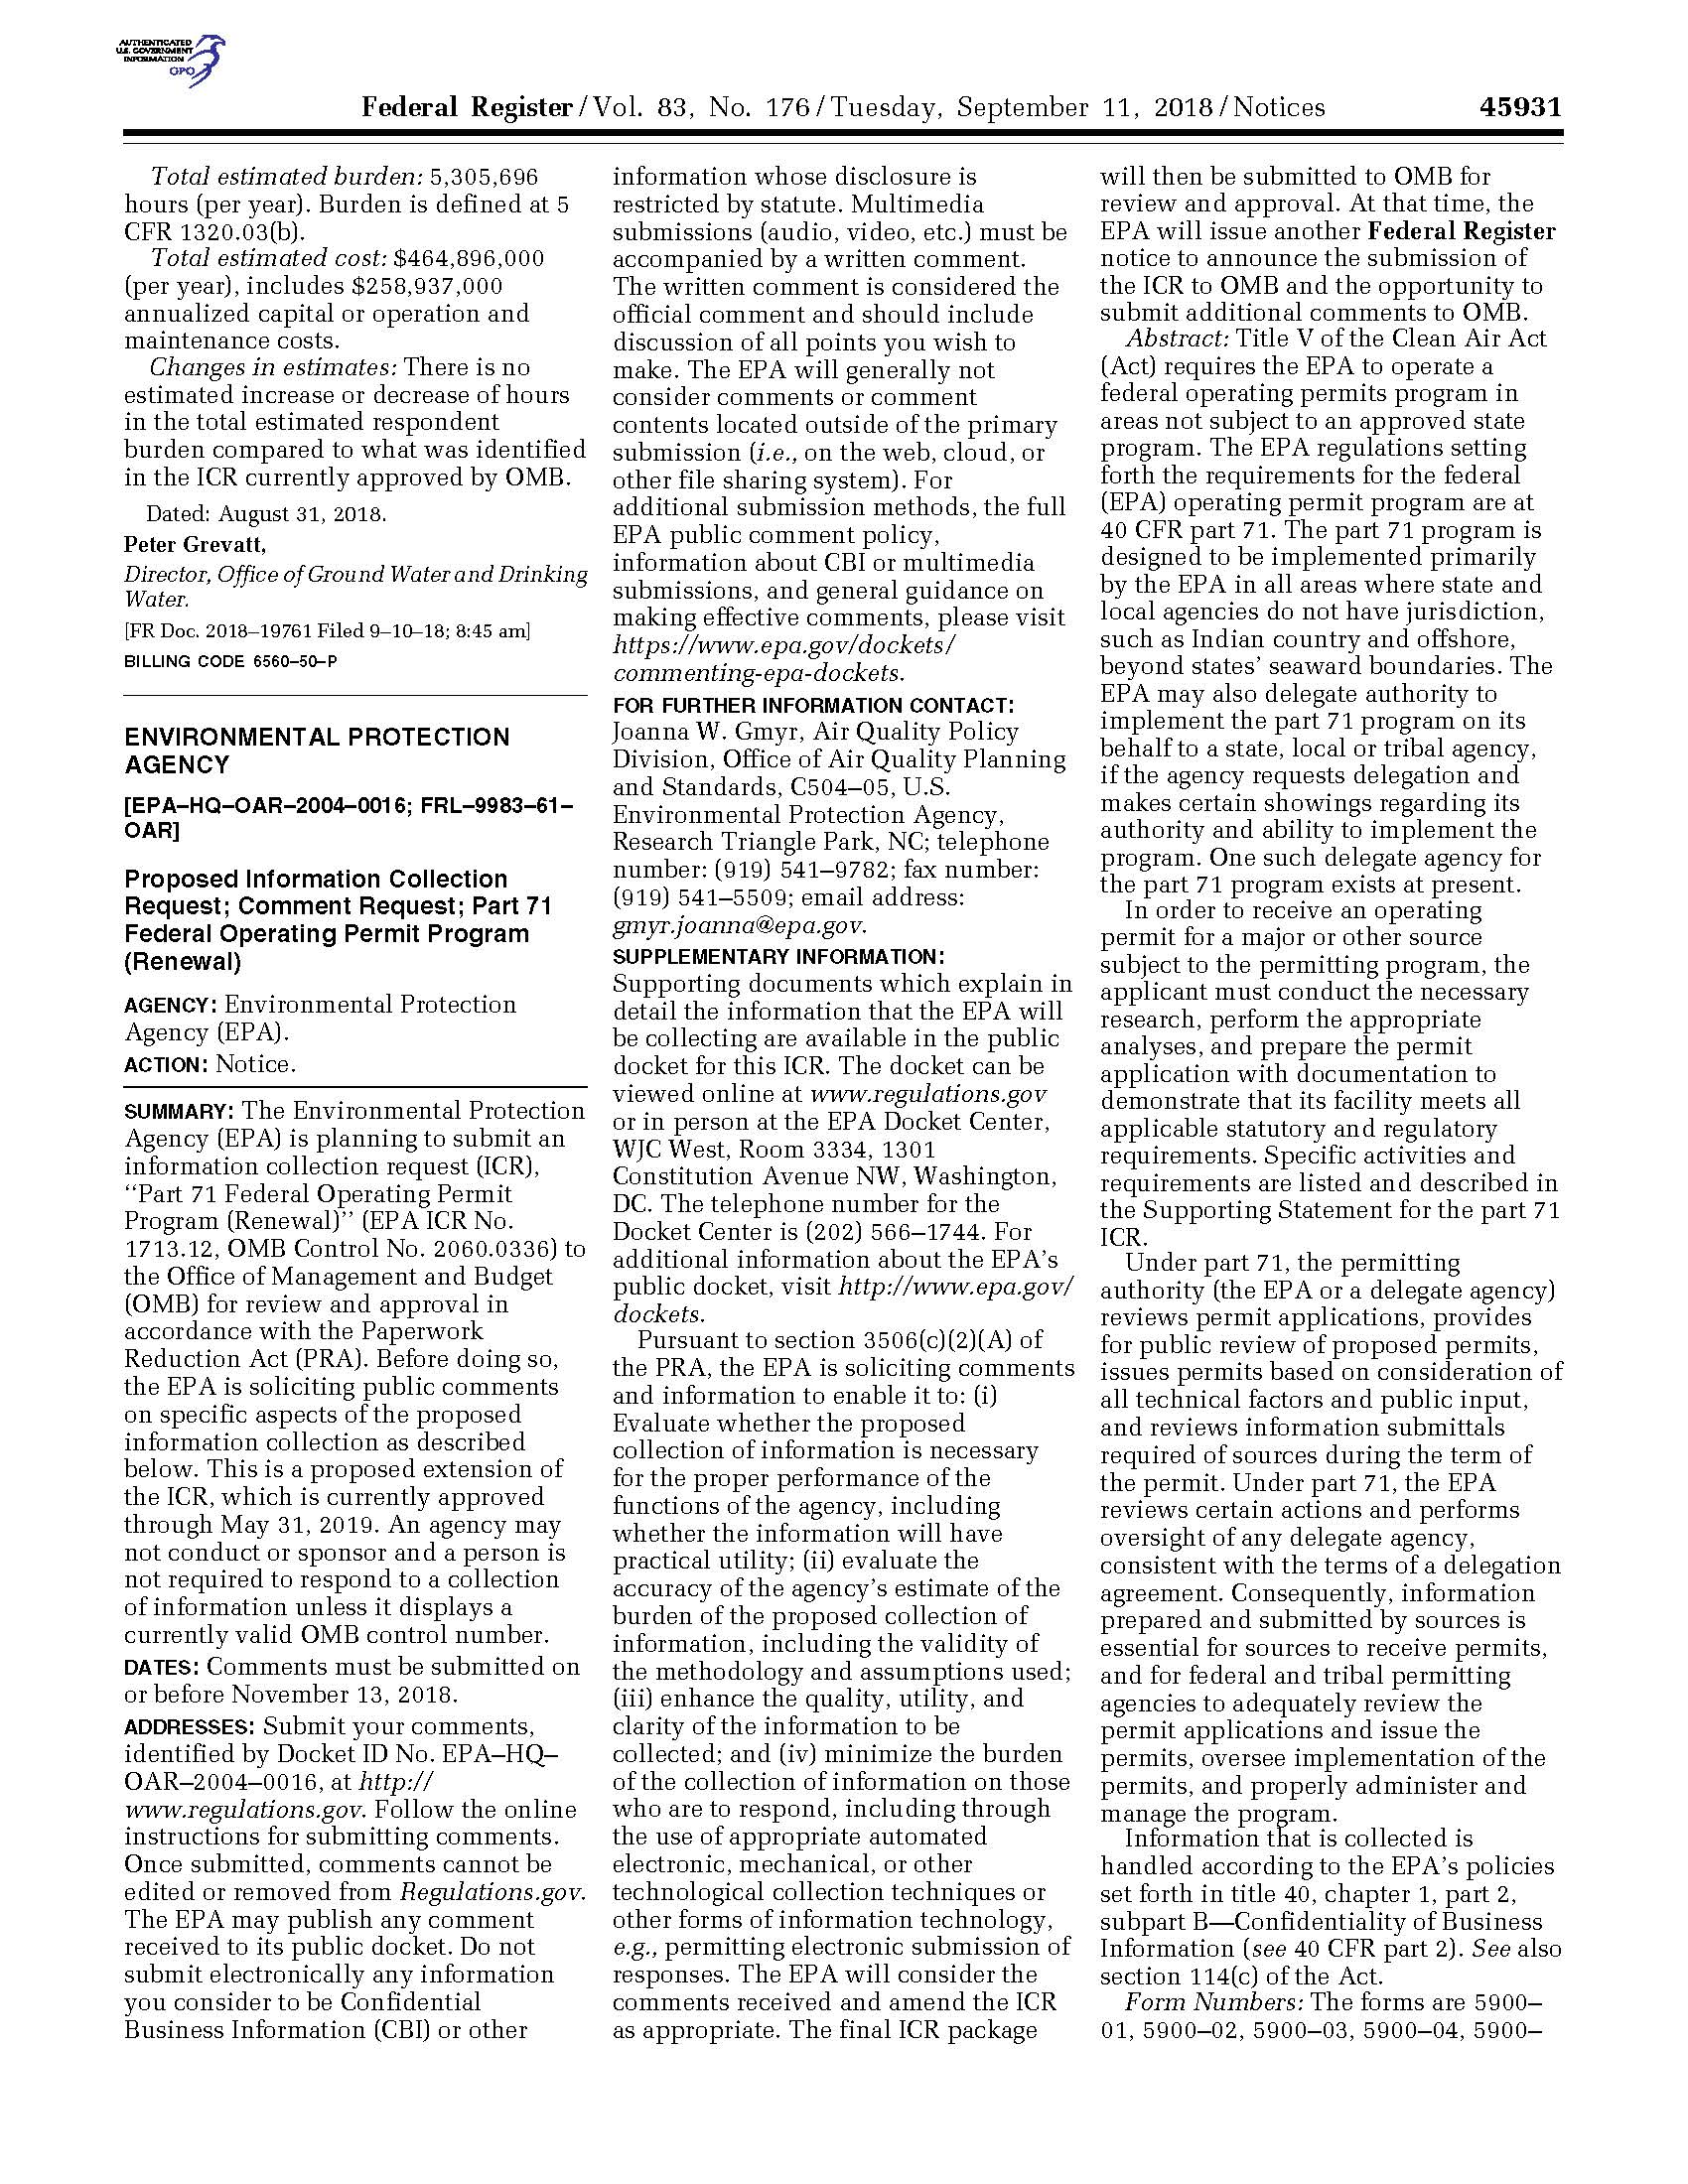 AUTHENTICATED
U.S. GOVERNMENT
INFORMATION
GPO
Federal Register / Vol. 83, No. 176 / Tuesday, September 11, 2018 / Notices 45931
Total estimated burden: 5,305,696
hours (per year). Burden is defined at 5
CFR 1320.03(b).
Total estimated cost: $464,896,000
(per year), includes $258,937,000
annualized capital or operation and
maintenance costs.
Changes in estimates: There is no
estimated increase or decrease of hours
in the total estimated respondent
burden compared to what was identified
in the ICR currently approved by OMB.
Dated: August 31, 2018.
Peter Grevatt,
Director, Office of Ground Water and Drinking
Water.
[FR Doc. 2018–19761 Filed 9–10–18; 8:45 am]
BILLING CODE 6560–50–P
ENVIRONMENTAL PROTECTION
AGENCY
[EPA–HQ–OAR–2004–0016; FRL–9983–61–
OAR]
Proposed Information Collection
Request; Comment Request; Part 71
Federal Operating Permit Program
(Renewal)
AGENCY: Environmental Protection
Agency (EPA).
ACTION: Notice.
SUMMARY: The Environmental Protection
Agency (EPA) is planning to submit an
information collection request (ICR),
‘‘Part 71 Federal Operating Permit
Program (Renewal)’’ (EPA ICR No.
1713.12, OMB Control No. 2060.0336) to
the Office of Management and Budget
(OMB) for review and approval in
accordance with the Paperwork
Reduction Act (PRA). Before doing so,
the EPA is soliciting public comments
on specific aspects of the proposed
information collection as described
below. This is a proposed extension of
the ICR, which is currently approved
through May 31, 2019. An agency may
not conduct or sponsor and a person is
not required to respond to a collection
of information unless it displays a
currently valid OMB control number.
DATES: Comments must be submitted on
or before November 13, 2018.
ADDRESSES: Submit your comments,
identified by Docket ID No. EPA–HQ–
OAR–2004–0016, at http://
www.regulations.gov. Follow the online
instructions for submitting comments.
Once submitted, comments cannot be
edited or removed from Regulations.gov.
The EPA may publish any comment
received to its public docket. Do not
submit electronically any information
you consider to be Confidential
Business Information (CBI) or other
information whose disclosure is
restricted by statute. Multimedia
submissions (audio, video, etc.) must be
accompanied by a written comment.
The written comment is considered the
official comment and should include
discussion of all points you wish to
make. The EPA will generally not
consider comments or comment
contents located outside of the primary
submission (i.e., on the web, cloud, or
other file sharing system). For
additional submission methods, the full
EPA public comment policy,
information about CBI or multimedia
submissions, and general guidance on
making effective comments, please visit
https://www.epa.gov/dockets/
commenting-epa-dockets.
FOR FURTHER INFORMATION CONTACT:
Joanna W. Gmyr, Air Quality Policy
Division, Office of Air Quality Planning
and Standards, C504–05, U.S.
Environmental Protection Agency,
Research Triangle Park, NC; telephone
number: (919) 541–9782; fax number:
(919) 541–5509; email address:
gmyr.joanna@epa.gov.
SUPPLEMENTARY INFORMATION:
Supporting documents which explain in
detail the information that the EPA will
be collecting are available in the public
docket for this ICR. The docket can be
viewed online at www.regulations.gov
or in person at the EPA Docket Center,
WJC West, Room 3334, 1301
Constitution Avenue NW, Washington,
DC. The telephone number for the
Docket Center is (202) 566–1744. For
additional information about the EPA’s
public docket, visit http://www.epa.gov/
dockets.
Pursuant to section 3506(c)(2)(A) of
the PRA, the EPA is soliciting comments
and information to enable it to: (i)
Evaluate whether the proposed
collection of information is necessary
for the proper performance of the
functions of the agency, including
whether the information will have
practical utility; (ii) evaluate the
accuracy of the agency’s estimate of the
burden of the proposed collection of
information, including the validity of
the methodology and assumptions used;
(iii) enhance the quality, utility, and
clarity of the information to be
collected; and (iv) minimize the burden
of the collection of information on those
who are to respond, including through
the use of appropriate automated
electronic, mechanical, or other
technological collection techniques or
other forms of information technology,
e.g., permitting electronic submission of
responses. The EPA will consider the
comments received and amend the ICR
as appropriate. The final ICR package
will then be submitted to OMB for
review and approval. At that time, the
EPA will issue another Federal Register
notice to announce the submission of
the ICR to OMB and the opportunity to
submit additional comments to OMB.
Abstract: Title V of the Clean Air Act
(Act) requires the EPA to operate a
federal operating permits program in
areas not subject to an approved state
program. The EPA regulations setting
forth the requirements for the federal
(EPA) operating permit program are at
40 CFR part 71. The part 71 program is
designed to be implemented primarily
by the EPA in all areas where state and
local agencies do not have jurisdiction,
such as Indian country and offshore,
beyond states’ seaward boundaries. The
EPA may also delegate authority to
implement the part 71 program on its
behalf to a state, local or tribal agency,
if the agency requests delegation and
makes certain showings regarding its
authority and ability to implement the
program. One such delegate agency for
the part 71 program exists at present.
In order to receive an operating
permit for a major or other source
subject to the permitting program, the
applicant must conduct the necessary
research, perform the appropriate
analyses, and prepare the permit
application with documentation to
demonstrate that its facility meets all
applicable statutory and regulatory
requirements. Specific activities and
requirements are listed and described in
the Supporting Statement for the part 71
ICR.
Under part 71, the permitting
authority (the EPA or a delegate agency)
reviews permit applications, provides
for public review of proposed permits,
issues permits based on consideration of
all technical factors and public input,
and reviews information submittals
required of sources during the term of
the permit. Under part 71, the EPA
reviews certain actions and performs
oversight of any delegate agency,
consistent with the terms of a delegation
agreement. Consequently, information
prepared and submitted by sources is
essential for sources to receive permits,
and for federal and tribal permitting
agencies to adequately review the
permit applications and issue the
permits, oversee implementation of the
permits, and properly administer and
manage the program.
Information that is collected is
handled according to the EPA’s policies
set forth in title 40, chapter 1, part 2,
subpart B—Confidentiality of Business
Information (see 40 CFR part 2). See also
section 114(c) of the Act.
Form Numbers: The forms are 5900–
01, 5900–02, 5900–03, 5900–04, 5900–